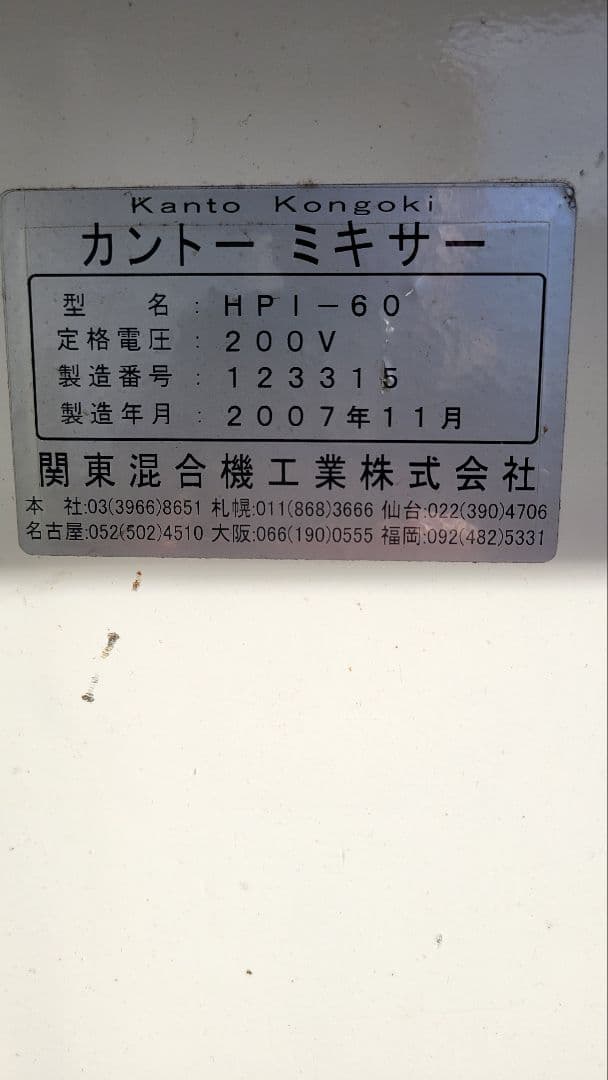 Kanto Kongoki
カントー ミキサー
型 名 : HPI-60
定格電圧 : 200V
製造番号 : 123315
製造年月 : 2007年11月
関東混合機工業株式会社
本 社:03(3966)8651 札幌:011(868)3666 仙台:022(390)4706
名古屋:052(502)4510 大阪:066(190)0555 福岡:092(482)5331